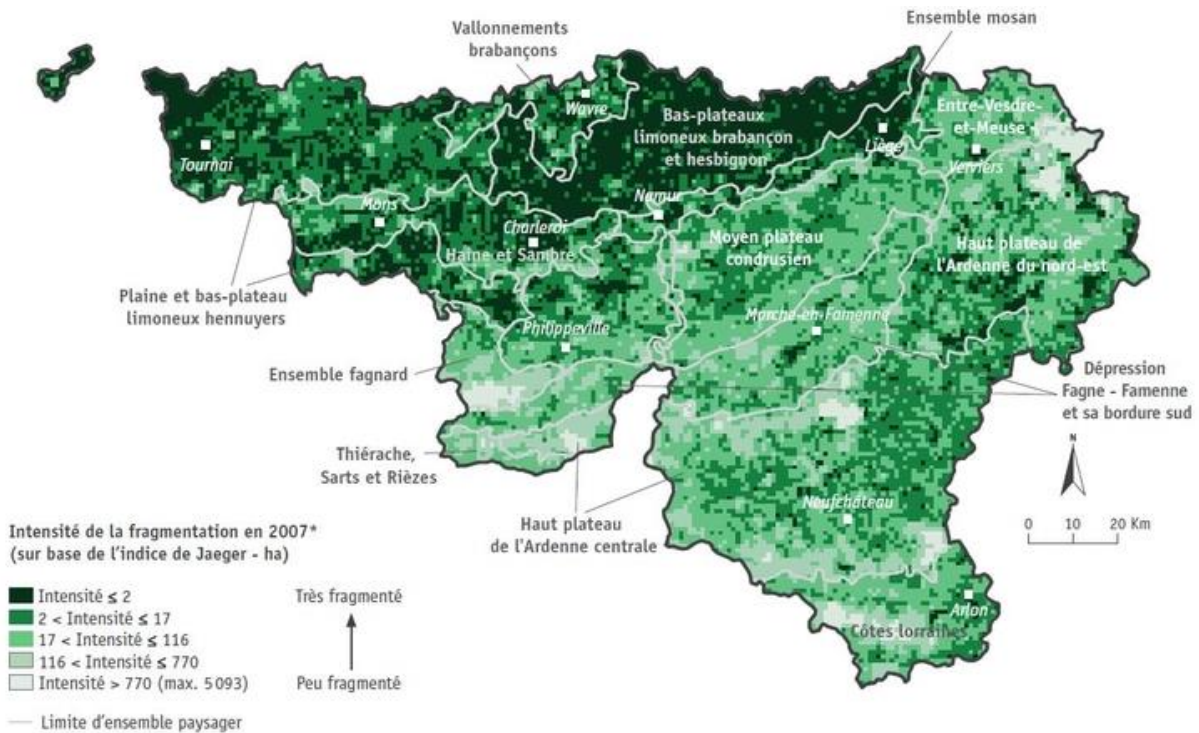 Ensemble mosan
Vallonnements
brabançons
Wavre
Bas-plateaux
limoneux brabançon
et hesbignon
Entre-Vesdre-
et-Meuse
Liège
Verviers
Tournai
Mons
Namur
Charleroi
Haine et Sambre
Moyen plateau
condrusien
Haut plateau de
l'Ardenne du nord-est
Plaine et bas-plateau
limoneux hennuyers
Philippeville
Marche-en-Famenne
Ensemble fagnard
Dépression
Fagne - Famenne
et sa bordure sud
Thiérache,
Sarts et Rièzes
N
Neufchâteau
Haut plateau
de l'Ardenne centrale
0 10 20 Km
Arlon
Côtes lorraines
Intensité de la fragmentation en 2007*
(sur base de l'indice de Jaeger - ha)
Intensité ≤ 2
Très fragmenté
2 < Intensité ≤ 17
17 < Intensité ≤ 116
116 < Intensité ≤ 770
Intensité > 770 (max. 5 093)
Peu fragmenté
Limite d'ensemble paysager